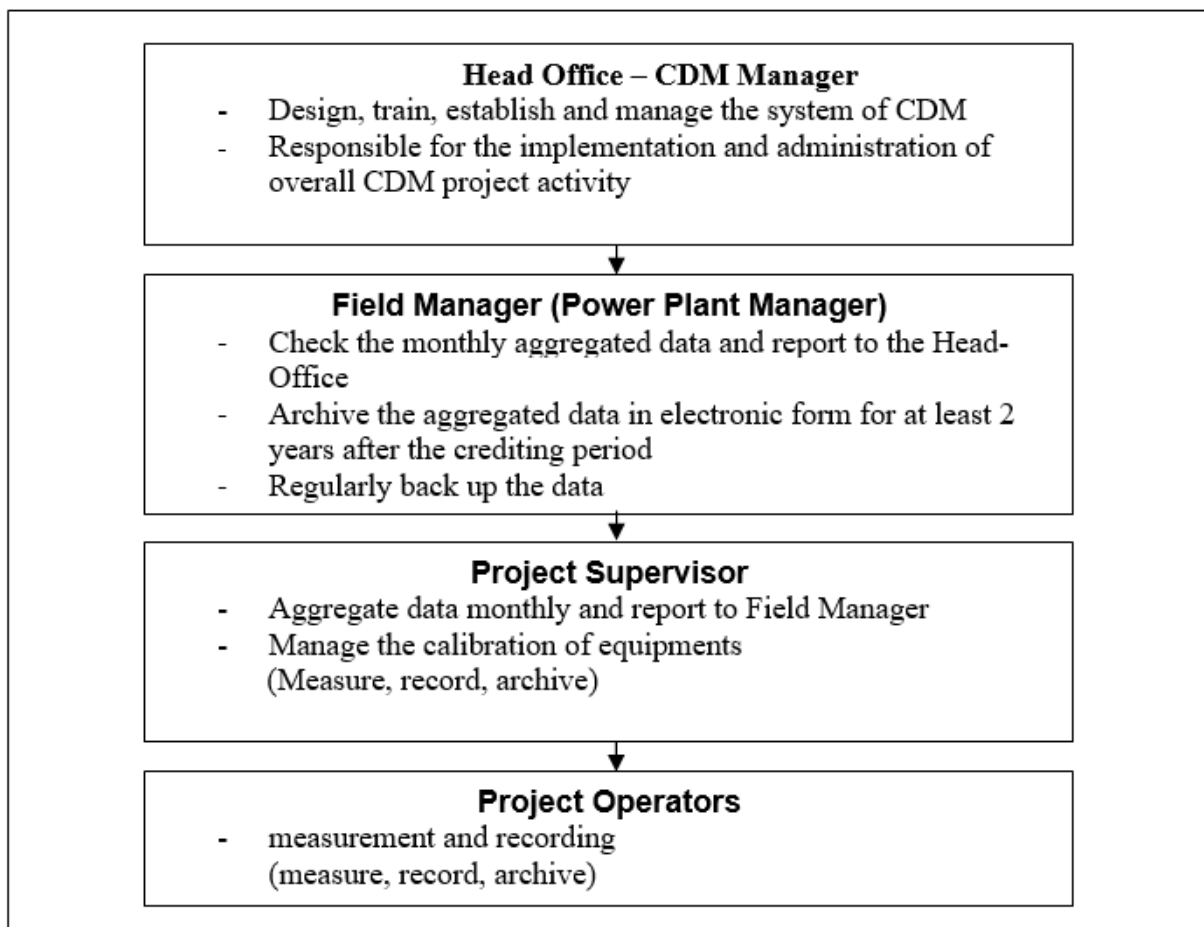 Head Office – CDM Manager
- Design, train, establish and manage the system of CDM
- Responsible for the implementation and administration of
overall CDM project activity
Field Manager (Power Plant Manager)
- Check the monthly aggregated data and report to the Head-
Office
- Archive the aggregated data in electronic form for at least 2
years after the crediting period
- Regularly back up the data
Project Supervisor
- Aggregate data monthly and report to Field Manager
- Manage the calibration of equipments
(Measure, record, archive)
Project Operators
- measurement and recording
(measure, record, archive)